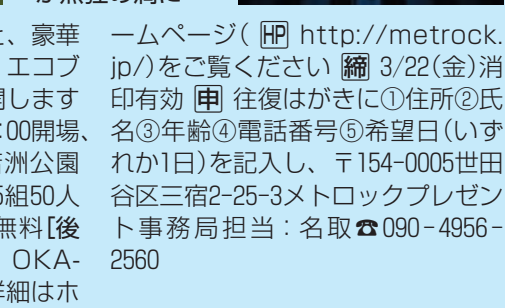 と、豪華
エコブ
開します
:00開場、
若洲公園
5組50人
無料[後
OKA-
詳細はホ
ームページ( HP http://metrock.
jp/)をご覧ください 締 3/22(金)消
印有効 申 往復はがきに①住所②氏
名③年齢④電話番号⑤希望日(いず
れか1日)を記入し、〒154-0005世田
谷区三宿2-25-3メトロックプレゼン
ト事務局担当：名取☎090-4956-
2560